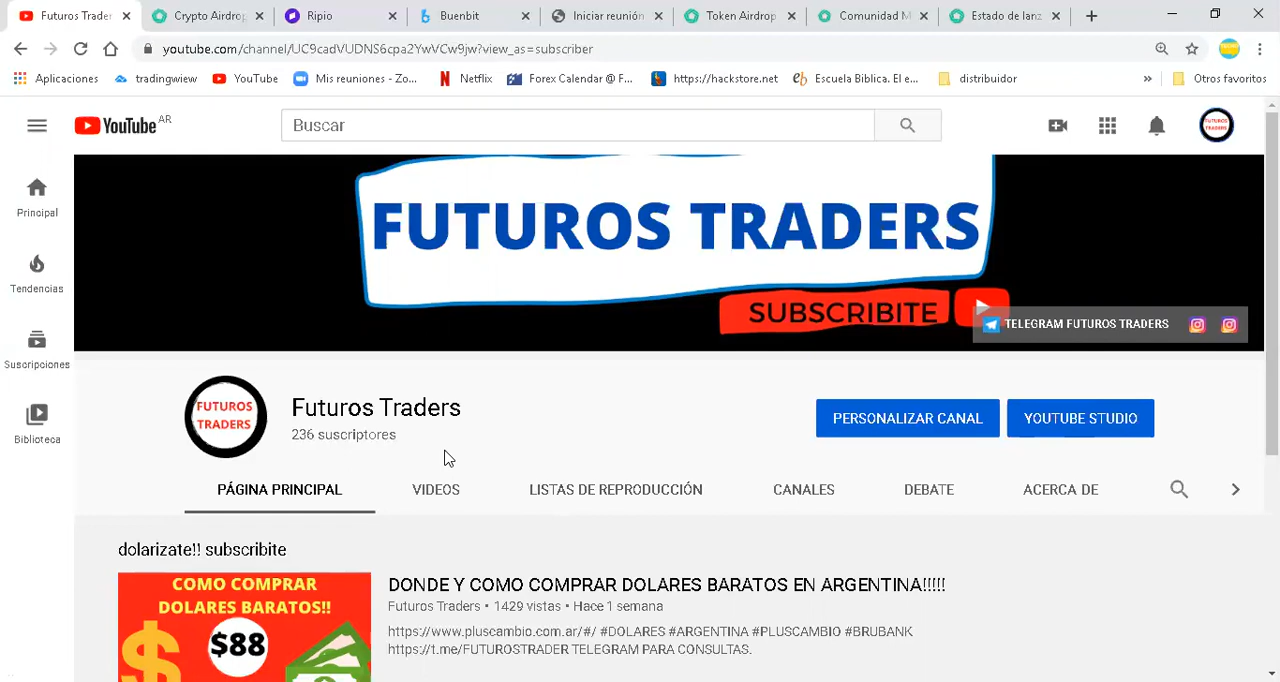 Futuros Trader
Crypto Airdrop
Ripio
Buenbit
Iniciar reunión
Token Airdrop
Comunidad M
Estado de lanz
youtube.com/channel/UC9cadVUDNS6cpa2YwVCw9jw?view_as=subscriber
Aplicaciones
tradingwiew
YouTube
Mis reuniones - Zo...
Netflix
Forex Calendar @ F...
https://kickstore.net
Escuela Biblica. El e...
distribuidor
»
Otros favoritos
YouTube AR
Buscar
FUTUROS TRADERS
Principal
Tendencias
Suscripciones
Biblioteca
FUTUROS TRADERS
SUBSCRIBITE
TELEGRAM FUTUROS TRADERS
FUTUROS
TRADERS
Futuros Traders
236 suscriptores
PERSONALIZAR CANAL
YOUTUBE STUDIO
PÁGINA PRINCIPAL
VIDEOS
LISTAS DE REPRODUCCIÓN
CANALES
DEBATE
ACERCA DE
dolarizate!! subscribite
COMO COMPRAR
DOLARES BARATOS!!
$88
$
DONDE Y COMO COMPRAR DOLARES BARATOS EN ARGENTINA!!!!!
Futuros Traders • 1429 vistas • Hace 1 semana
https://www.pluscambio.com.ar/#/ #DOLARES #ARGENTINA #PLUSCAMBIO #BRUBANK
https://t.me/FUTUROSTRADER TELEGRAM PARA CONSULTAS.